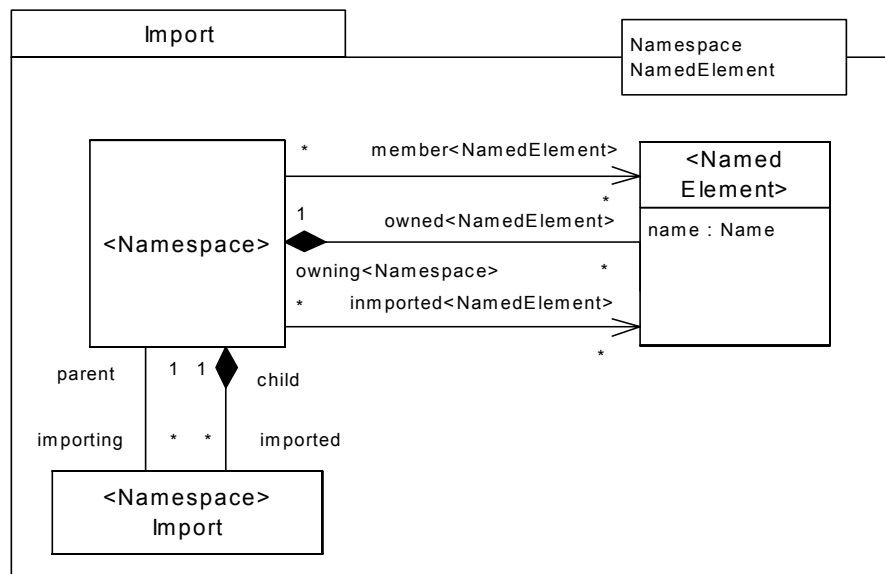 Import
Namespace
NamedElement
* member<NamedElement>
<Named
Element>
*
<Namespace>
1 owned<NamedElement>
name : Name
owning<Namespace> *
* inmported<NamedElement>
*
parent 1 1 child
importing * * imported
<Namespace>
Import